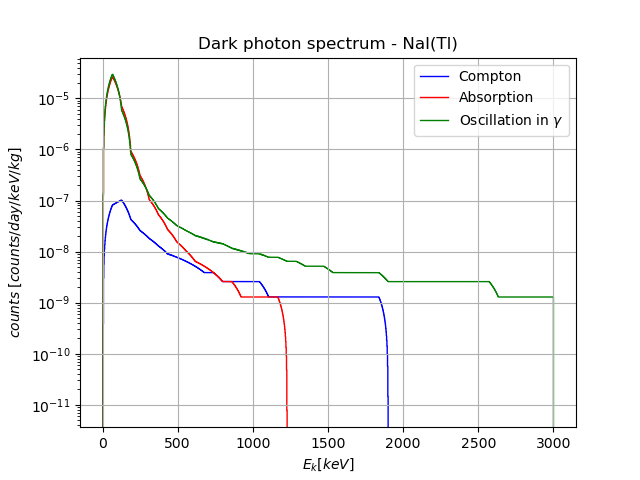 Dark photon spectrum - NaI(Tl)
Compton
Absorption
Oscillation in γ
counts [counts/day/keV/kg]
10⁻⁵
10⁻⁶
10⁻⁷
10⁻⁸
10⁻⁹
10⁻¹⁰
10⁻¹¹
0 500 1000 1500 2000 2500 3000
E_k[keV]